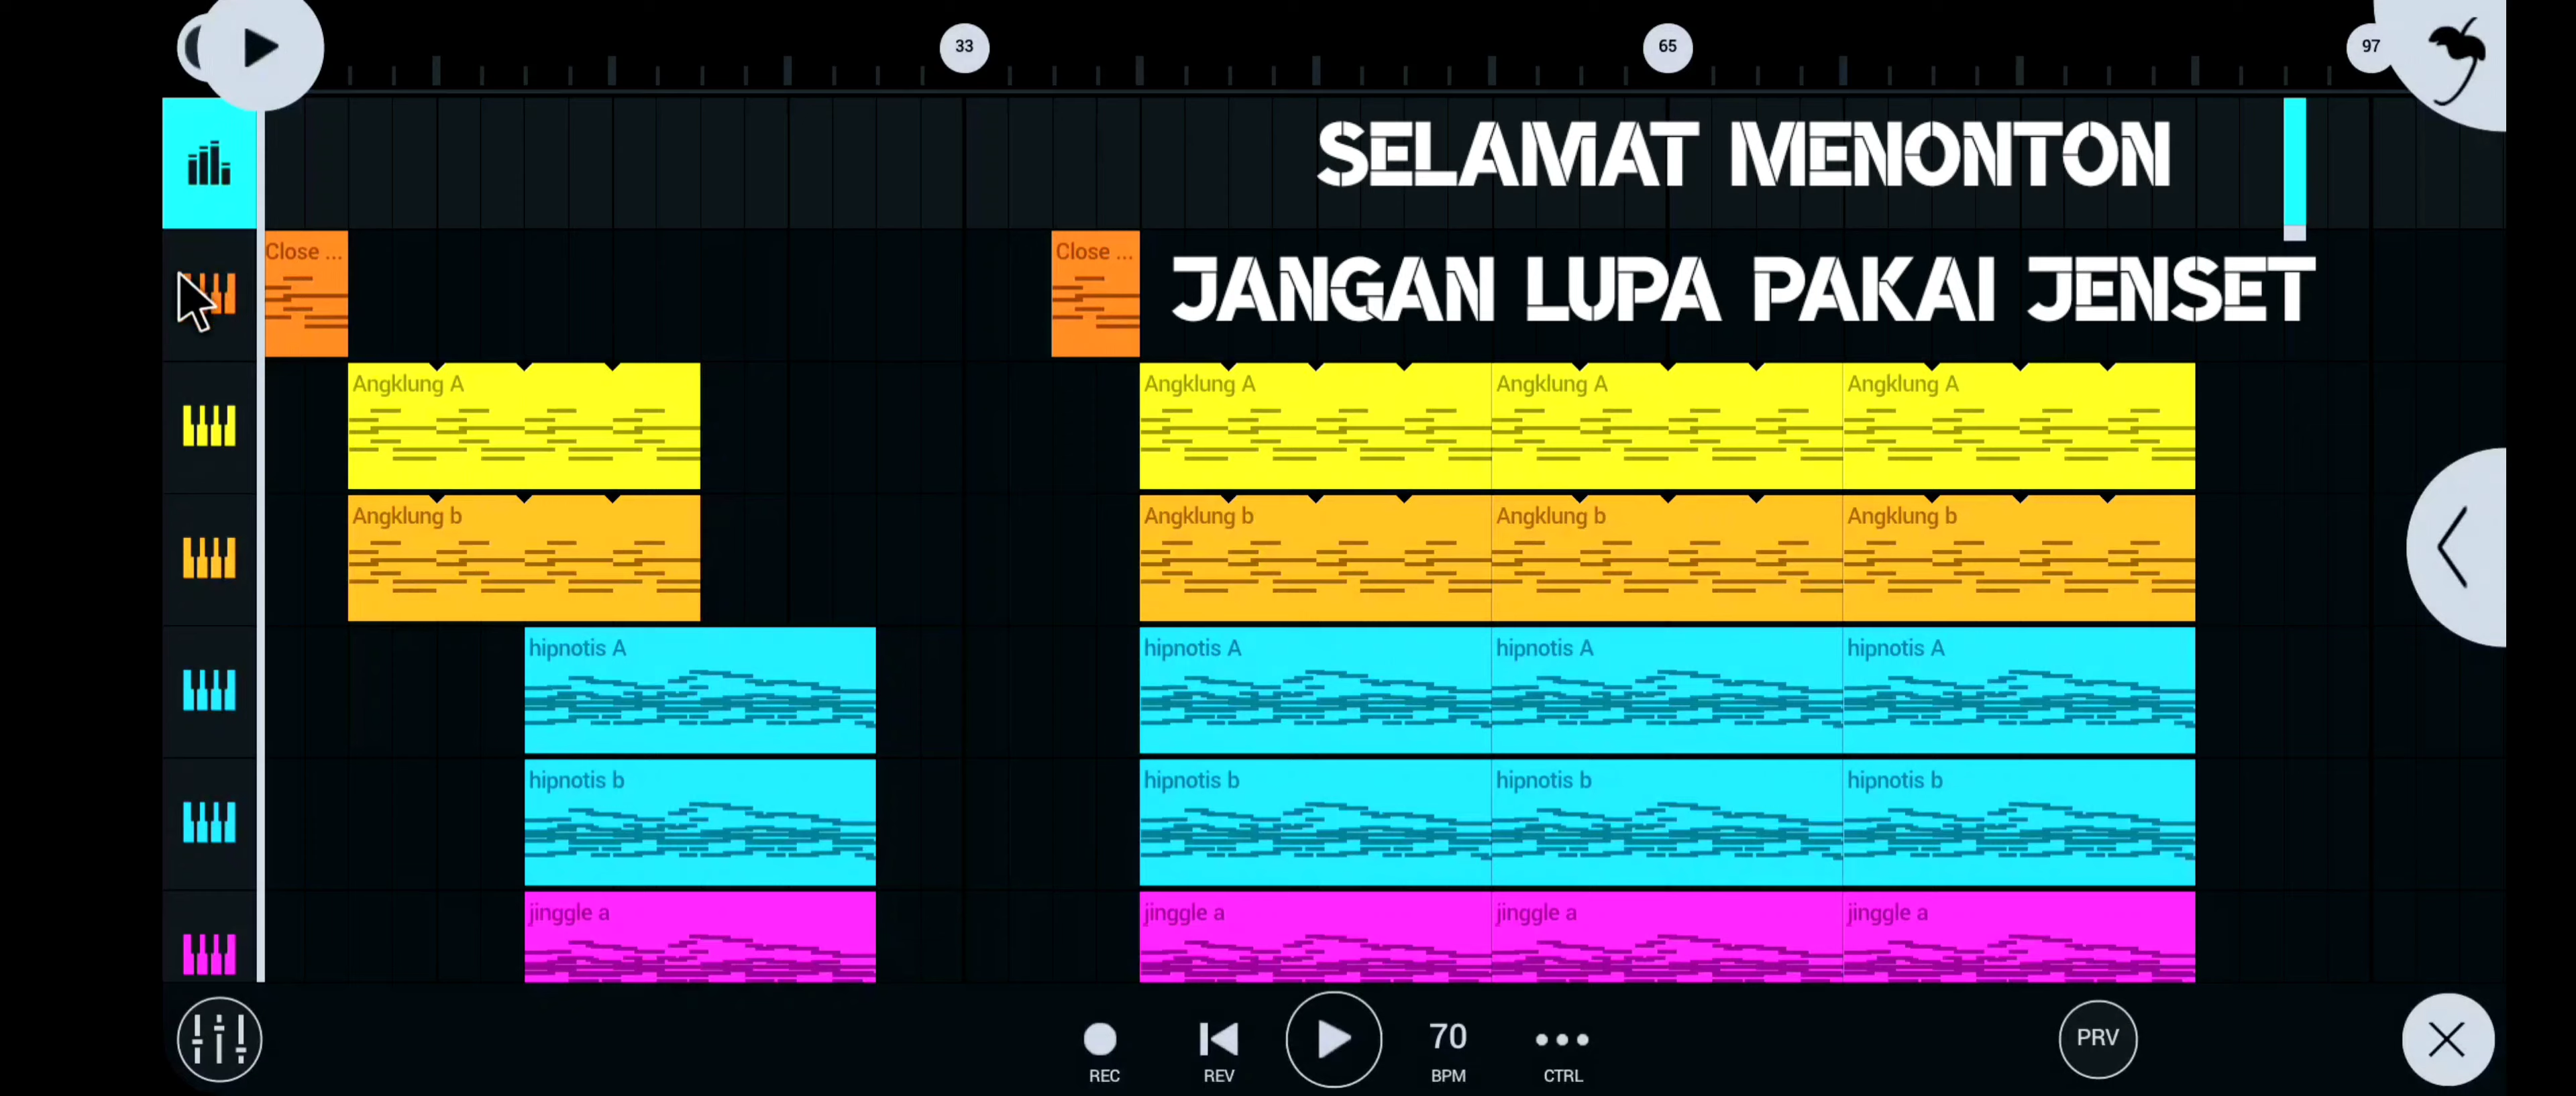 33 65 97
SELAMAT MENONTON
Close ... Close ... JANGAN LUPA PAKAI JENSET
Angklung A Angklung A Angklung A Angklung A
Angklung b Angklung b Angklung b Angklung b
hipnotis A hipnotis A hipnotis A hipnotis A
hipnotis b hipnotis b hipnotis b hipnotis b
jinggle a jinggle a jinggle a jinggle a
70 PRV
REC REV BPM CTRL